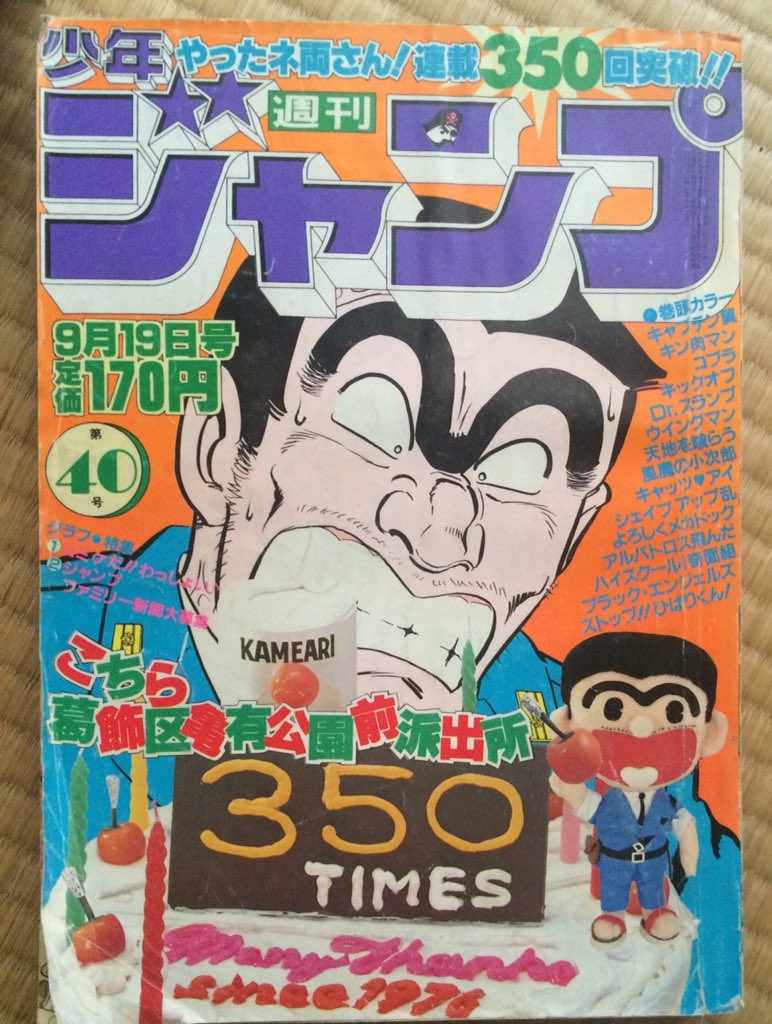 少年
やったネ両さん!連載350回突破!!
週刊
ジャンプ
9月19日号
定価170円
第
40
号
●巻頭カラー
キャプテン翼
キン肉マン
コブラ
キックオフ
Dr.スランプ
ウイングマン
天地を喰らう
風魔の小次郎
キャッツ♥アイ
シェイプアップ乱
よろしくメカドック
アルバトロス飛んだ
ハイスクール!奇面組
ブラック・エンジェルズ
ストップ!!ひばりくん!
グラフ●特集
①
わっしょい
②ジャンプ
ファミリー新聞大募集
KAMEARI
こちら
葛飾区亀有公園前派出所
350
TIMES
Many Thanks
since 1976